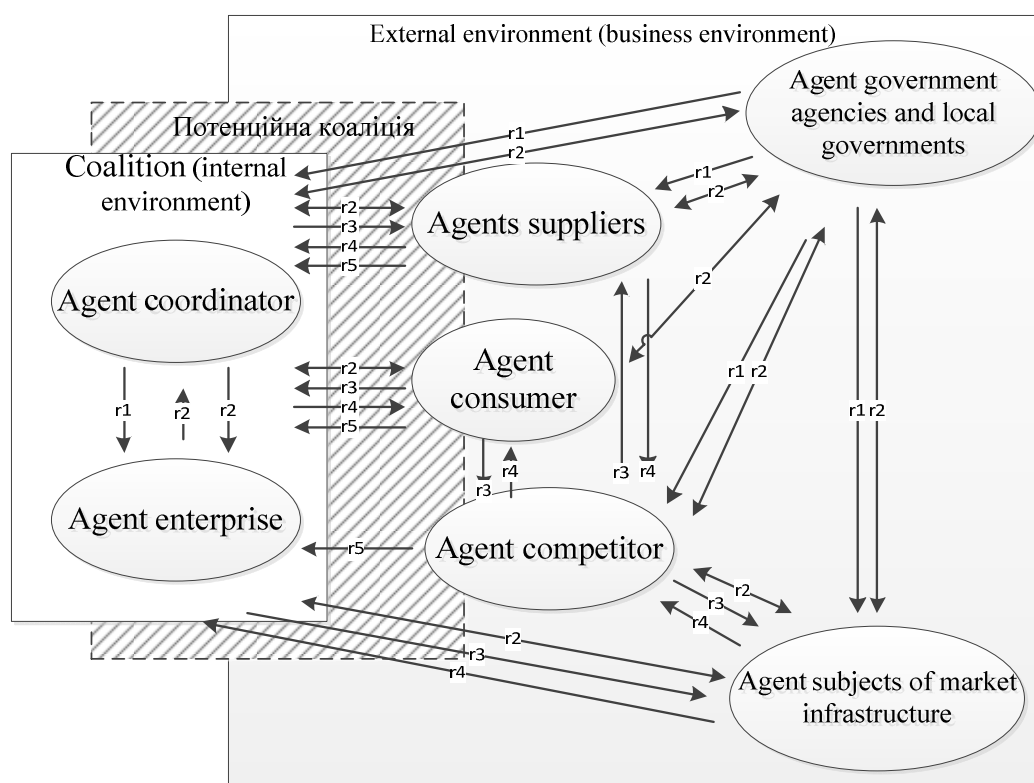 External environment (business environment)
Agent government
agencies and local
governments
Потенційна коаліція
r1
r2
Coalition (internal
environment)
r1
r2
r2
r3
r4
r5
Agents suppliers
r2
Agent coordinator
Agent
consumer
r2
r3
r4
r5
r1
r2
r2
r1
r2
r1
r2
r3
r4
r4
r3
Agent enterprise
Agent competitor
r5
r2
r3
r4
r2
r3
r4
Agent subjects of market
infrastructure